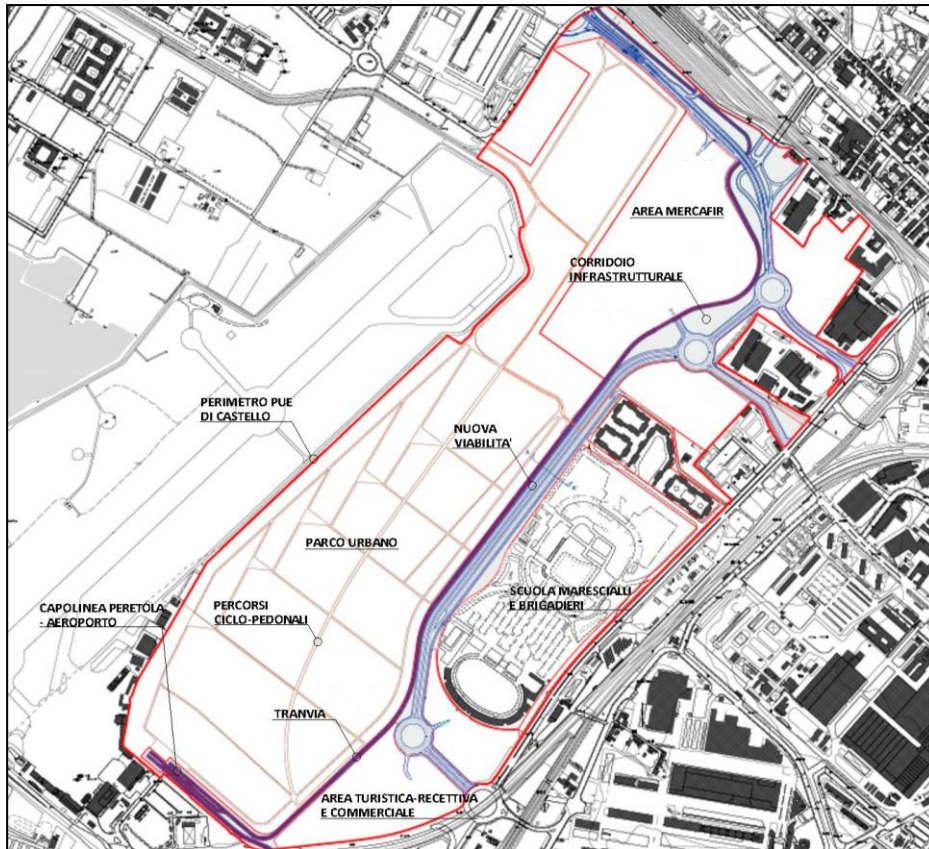 AREA MERCAFIR
CORRIDOIO
INFRASTRUTTURALE
PERIMETRO PUE
DI CASTELLO
NUOVA
VIABILITA'
PARCO URBANO
SCUOLA MARESCIALLI
E BRIGADIERI
CAPOLINEA PERETOLA
- AEROPORTO
PERCORSI
CICLO-PEDONALI
TRANVIA
AREA TURISTICA-RECETTIVA
E COMMERCIALE